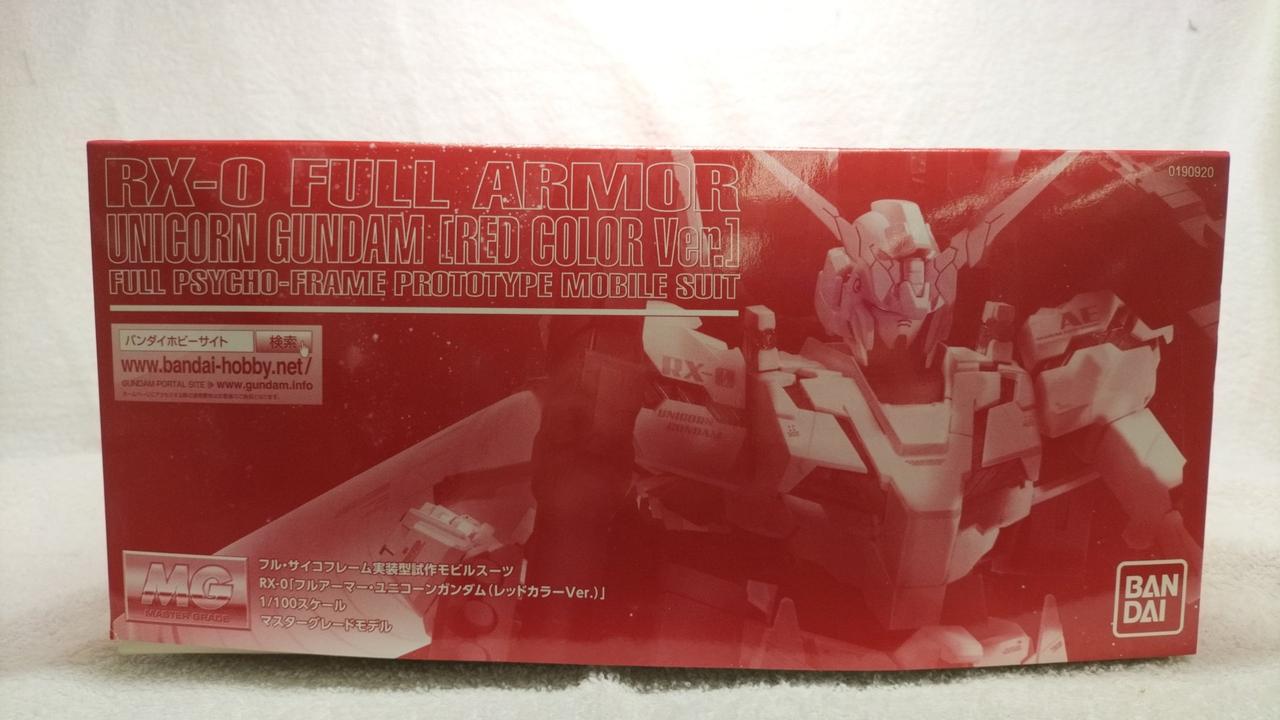 RX-0 FULL ARMOR
0190920
UNICORN GUNDAM [RED COLOR Ver.]
FULL PSYCHO-FRAME PROTOTYPE MOBILE SUIT
バンダイホビーサイト 検索
www.bandai-hobby.net/
GUNDAM PORTAL SITE www.gundam.info
AE
RX-0
UNICORN
GUNDAM
MG
MASTER GRADE
フル・サイコフレーム実装型試作モビルスーツ
RX-0「フルアーマー・ユニコーンガンダム(レッドカラーVer.)」
1/100スケール
マスターグレードモデル
BAN
DAI